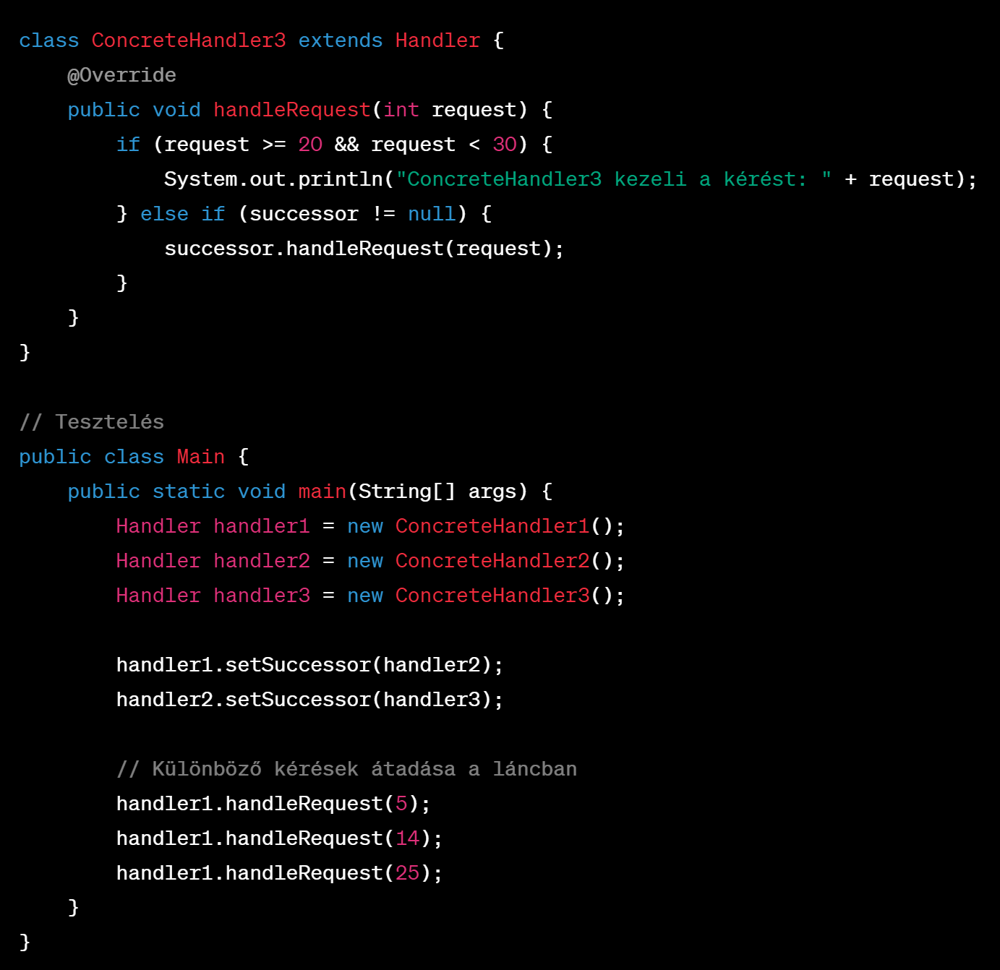 class ConcreteHandler3 extends Handler {
    @Override
    public void handleRequest(int request) {
        if (request >= 20 && request < 30) {
            System.out.println("ConcreteHandler3 kezeli a kérést: " + request);
        } else if (successor != null) {
            successor.handleRequest(request);
        }
    }
}

// Tesztelés
public class Main {
    public static void main(String[] args) {
        Handler handler1 = new ConcreteHandler1();
        Handler handler2 = new ConcreteHandler2();
        Handler handler3 = new ConcreteHandler3();

        handler1.setSuccessor(handler2);
        handler2.setSuccessor(handler3);

        // Különböző kérések átadása a láncban
        handler1.handleRequest(5);
        handler1.handleRequest(14);
        handler1.handleRequest(25);
    }
}